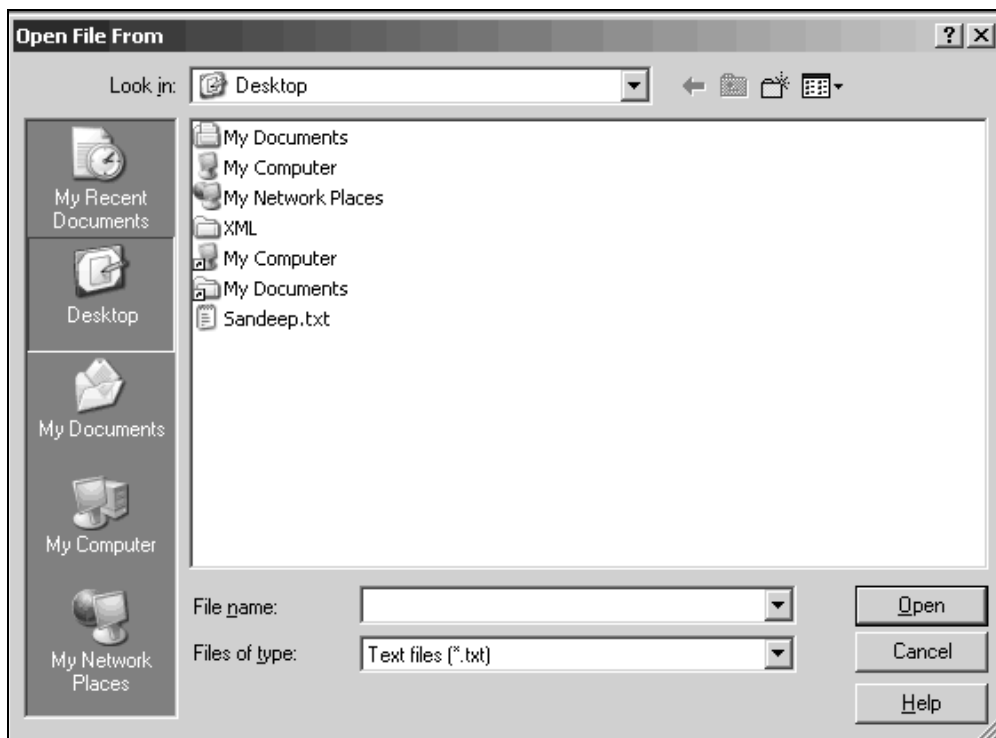 Open File From
Look in: Desktop
My Recent
Documents
Desktop
My Documents
My Computer
My Network
Places
My Documents
My Computer
My Network Places
XML
My Computer
My Documents
Sandeep.txt
File name:
Files of type: Text files (*.txt)
Open
Cancel
Help